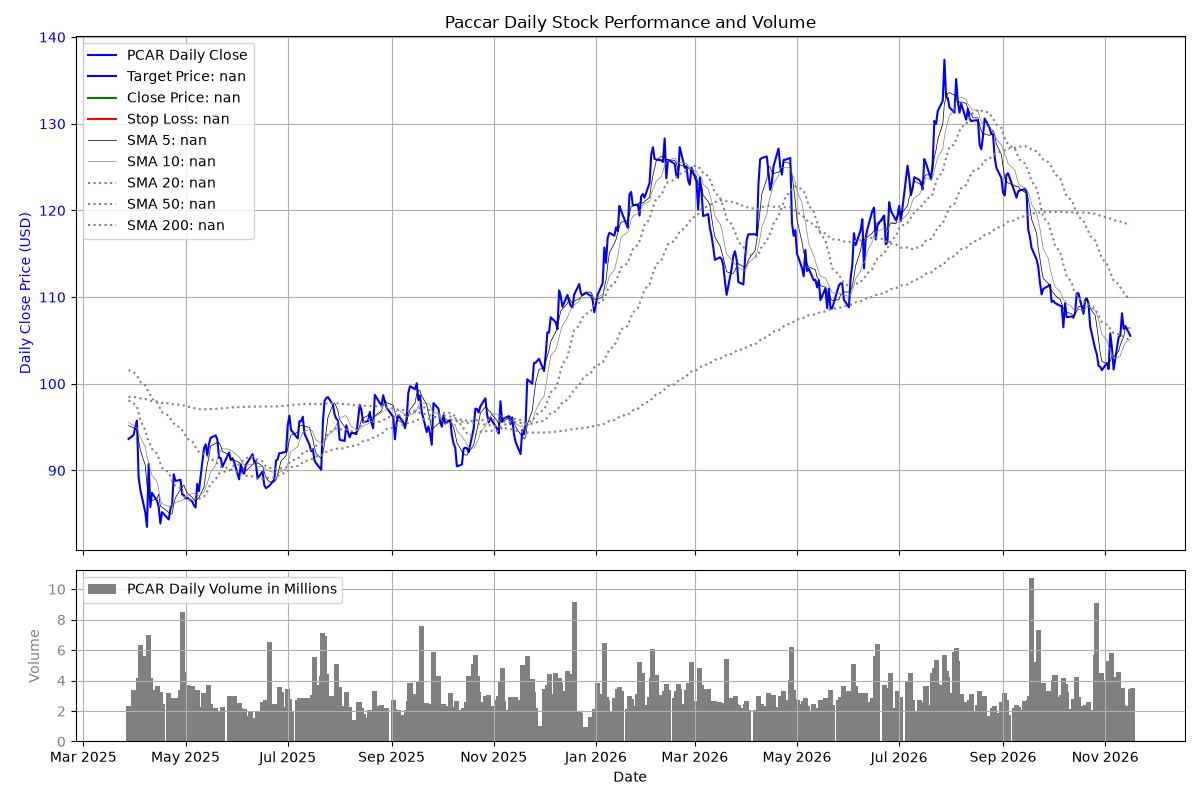 Paccar Daily Stock Performance and Volume
140
130
120
110
100
90
Daily Close Price (USD)
PCAR Daily Close
Target Price: nan
Close Price: nan
Stop Loss: nan
SMA 5: nan
SMA 10: nan
SMA 20: nan
SMA 50: nan
SMA 200: nan
10
8
6
4
2
0
Volume
PCAR Daily Volume in Millions
Mar 2025 May 2025 Jul 2025 Sep 2025 Nov 2025 Jan 2026 Mar 2026 May 2026 Jul 2026 Sep 2026 Nov 2026
Date